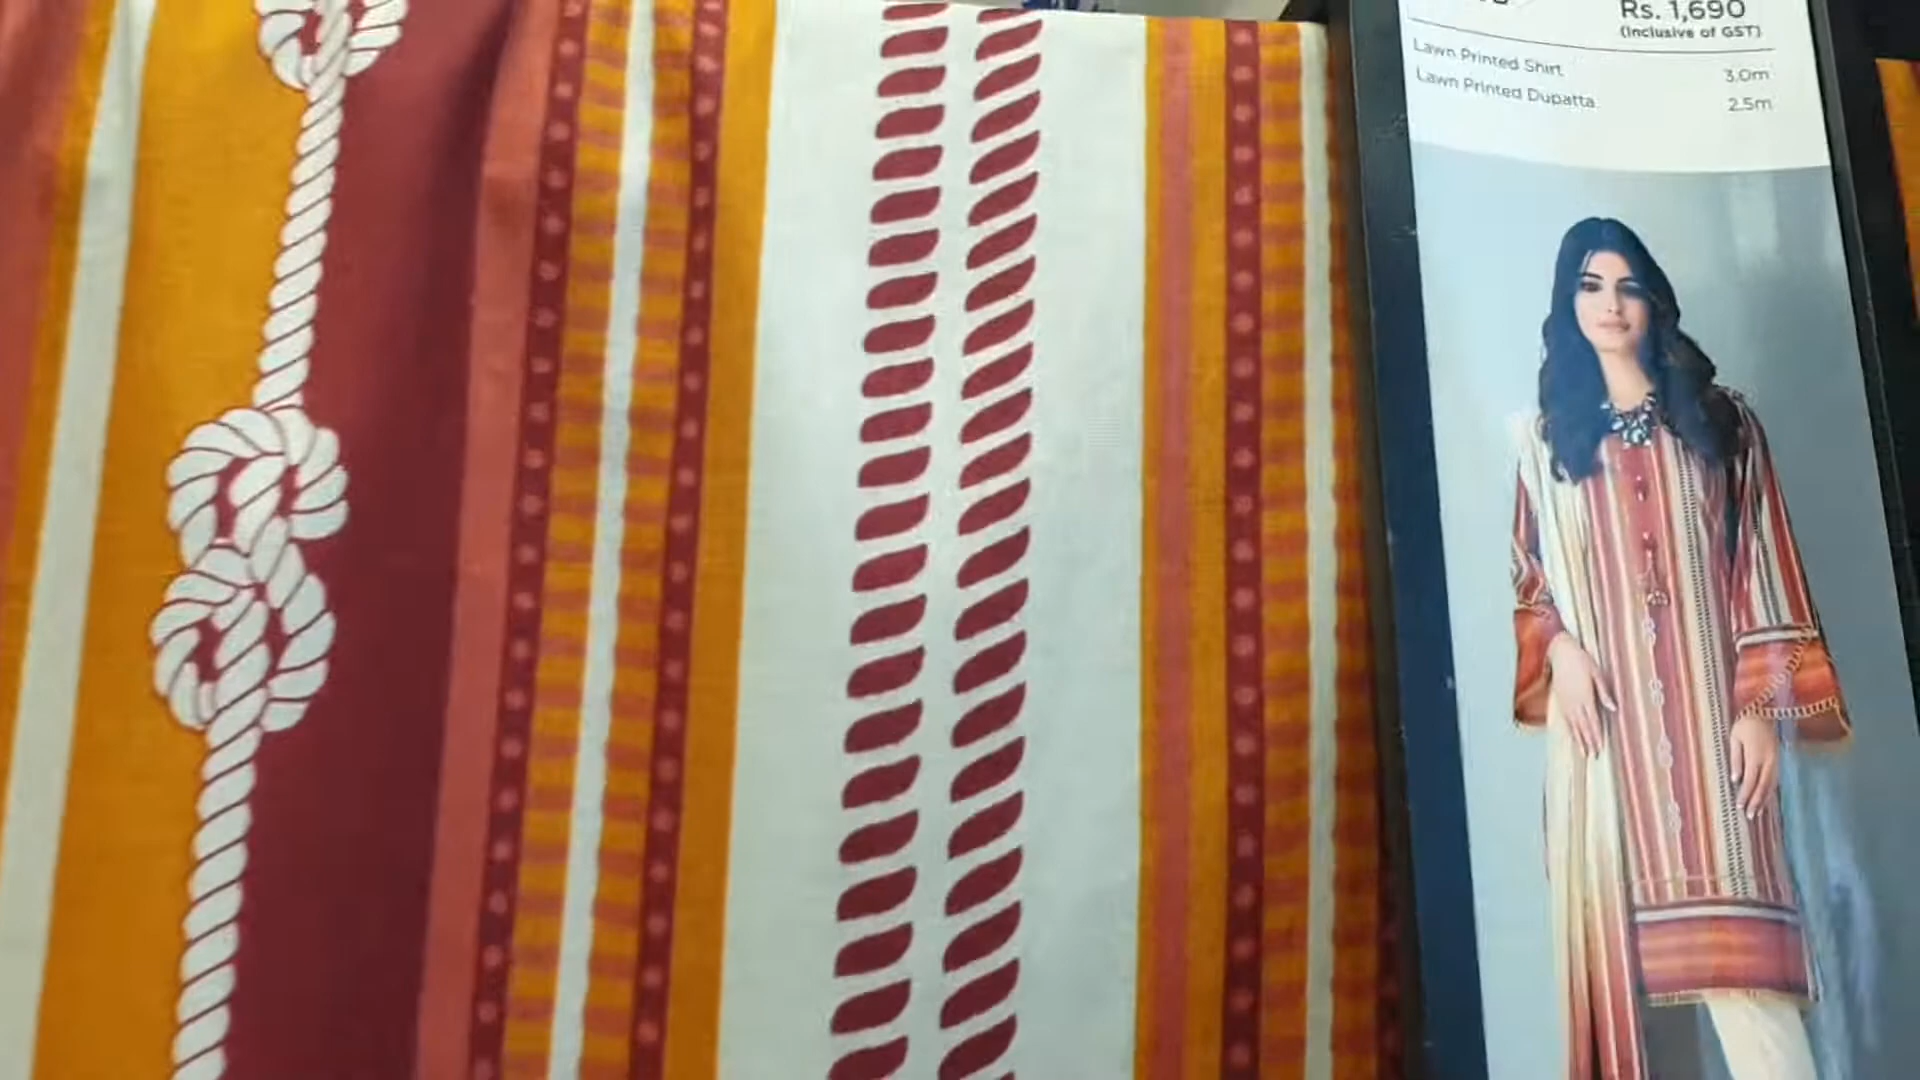 Rs. 1,690
(Inclusive of GST)
Lawn Printed Shirt 3.0m
Lawn Printed Dupatta 2.5m